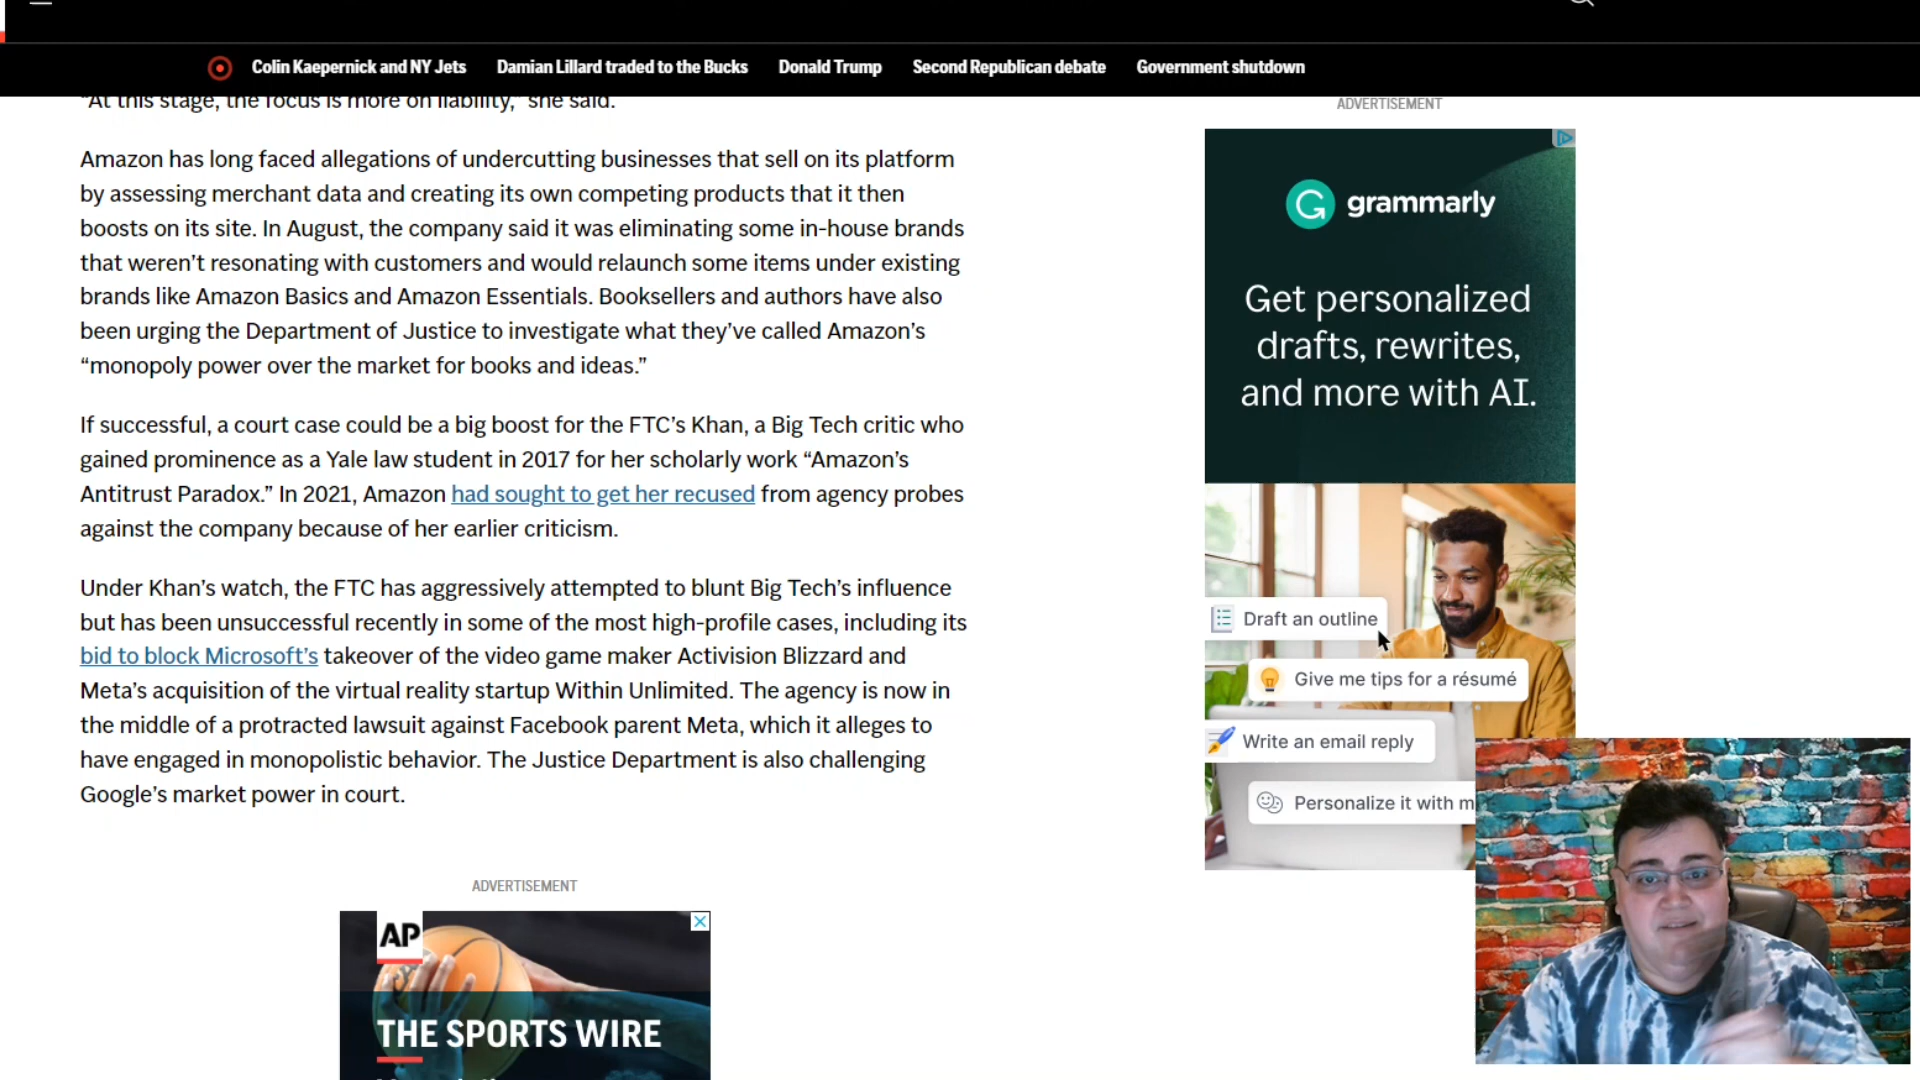 Colin Kaepernick and NY Jets Damian Lillard traded to the Bucks Donald Trump Second Republican debate Government shutdown
“At this stage, the focus is more on liability,” she said.
Amazon has long faced allegations of undercutting businesses that sell on its platform
by assessing merchant data and creating its own competing products that it then
boosts on its site. In August, the company said it was eliminating some in-house brands
that weren’t resonating with customers and would relaunch some items under existing
brands like Amazon Basics and Amazon Essentials. Booksellers and authors have also
been urging the Department of Justice to investigate what they’ve called Amazon’s
“monopoly power over the market for books and ideas.”
If successful, a court case could be a big boost for the FTC’s Khan, a Big Tech critic who
gained prominence as a Yale law student in 2017 for her scholarly work “Amazon’s
Antitrust Paradox.” In 2021, Amazon had sought to get her recused from agency probes
against the company because of her earlier criticism.
Under Khan’s watch, the FTC has aggressively attempted to blunt Big Tech’s influence
but has been unsuccessful recently in some of the most high-profile cases, including its
bid to block Microsoft’s takeover of the video game maker Activision Blizzard and
Meta’s acquisition of the virtual reality startup Within Unlimited. The agency is now in
the middle of a protracted lawsuit against Facebook parent Meta, which it alleges to
have engaged in monopolistic behavior. The Justice Department is also challenging
Google’s market power in court.
ADVERTISEMENT
AP
THE SPORTS WIRE
ADVERTISEMENT
grammarly
Get personalized
drafts, rewrites,
and more with AI.
Draft an outline
Give me tips for a résumé
Write an email reply
Personalize it with m